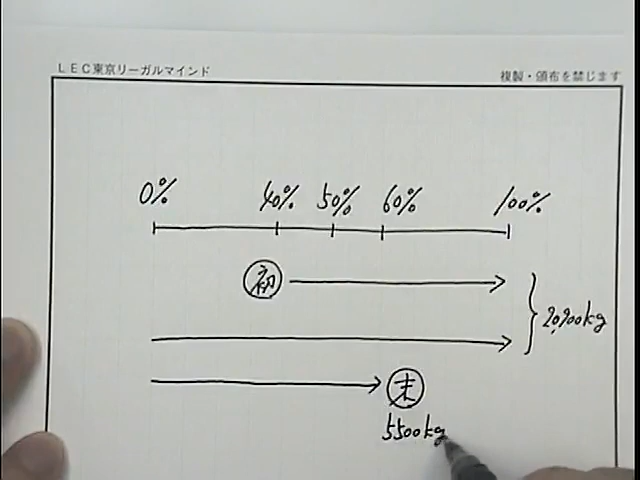 LEC東京リーガルマインド
複製・頒布を禁じます
0% 40% 50% 60% 100%
初
20,900kg
末
5500kg